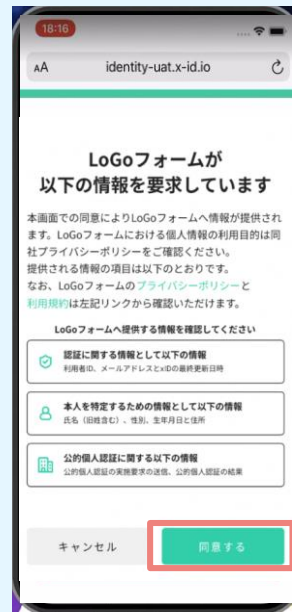 18:16
AA identity-uat.x-id.io
LoGoフォームが
以下の情報を要求しています
本画面での同意によりLoGoフォームへ情報が提供され
ます。LoGoフォームにおける個人情報の利用目的は同
社プライバシーポリシーをご確認ください。
提供される情報の項目は以下のとおりです。
なお、LoGoフォームのプライバシーポリシーと
利用規約は左記リンクから確認いただけます。
LoGoフォームへ提供する情報を確認してください
認証に関する情報として以下の情報
利用者ID、メールアドレスとxIDの最終更新日時
本人を特定するための情報として以下の情報
氏名（旧姓含む）、性別、生年月日と住所
公的個人認証に関する以下の情報
公的個人認証の実施要求の送信、公的個人認証の結果
キャンセル 同意する